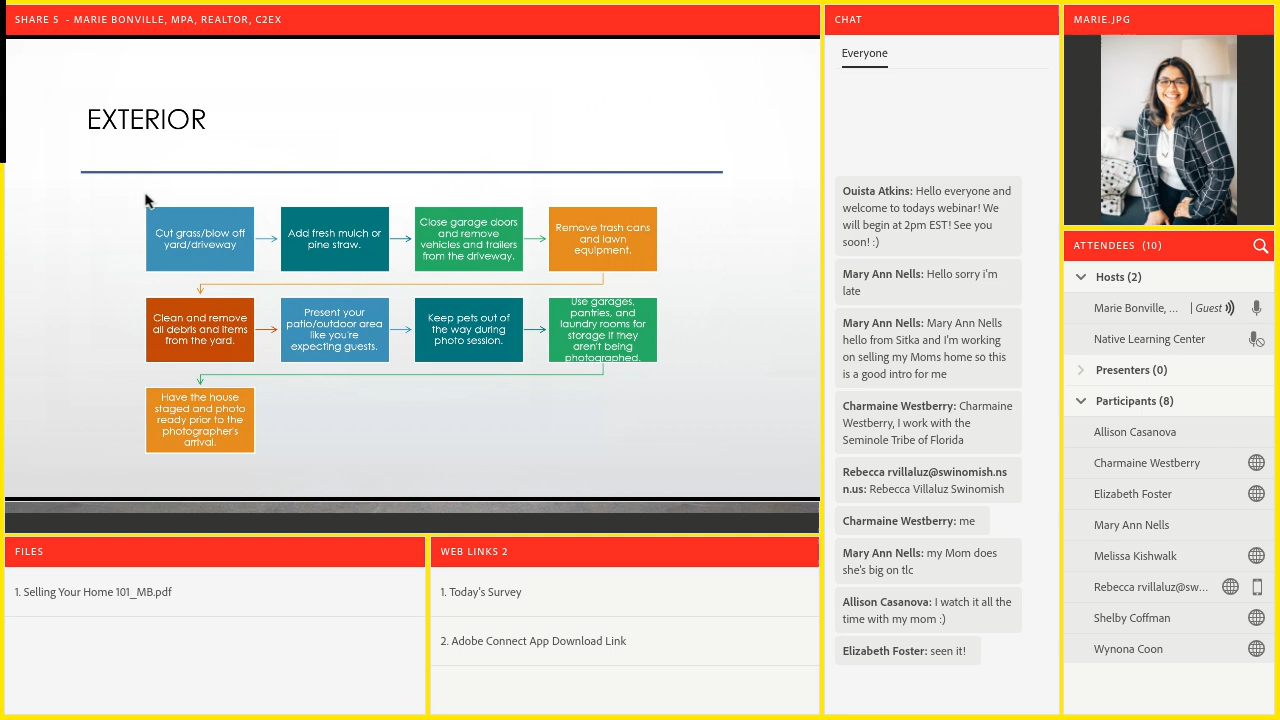 SHARE 5 - MARIE BONVILLE, MPA, REALTOR, C2EX
EXTERIOR
Cut grass/blow off
yard/driveway
Add fresh mulch or
pine straw.
Close garage doors
and remove
vehicles and trailers
from the driveway.
Remove trash cans
and lawn
equipment.
Clean and remove
all debris and items
from the yard.
Present your
patio/outdoor area
like you're
expecting guests.
Keep pets out of
the way during
photo session.
Use garages,
pantries, and
laundry rooms for
storage if they
aren't being
photographed.
Have the house
staged and photo
ready prior to the
photographer's
arrival.
FILES
1. Selling Your Home 101_MB.pdf
WEB LINKS 2
1. Today's Survey
2. Adobe Connect App Download Link
CHAT
Everyone
Ouista Atkins: Hello everyone and
welcome to todays webinar! We
will begin at 2pm EST! See you
soon! :)
Mary Ann Nells: Hello sorry i'm
late
Mary Ann Nells: Mary Ann Nells
hello from Sitka and I'm working
on selling my Moms home so this
is a good intro for me
Charmaine Westberry: Charmaine
Westberry, I work with the
Seminole Tribe of Florida
Rebecca rvillaluz@swinomish.ns
n.us: Rebecca Villaluz Swinomish
Charmaine Westberry: me
Mary Ann Nells: my Mom does
she's big on tlc
Allison Casanova: I watch it all the
time with my mom :)
Elizabeth Foster: seen it!
MARIE.JPG
ATTENDEES (10)
Hosts (2)
Marie Bonville, ... | Guest
Native Learning Center
Presenters (0)
Participants (8)
Allison Casanova
Charmaine Westberry
Elizabeth Foster
Mary Ann Nells
Melissa Kishwalk
Rebecca rvillaluz@sw...
Shelby Coffman
Wynona Coon